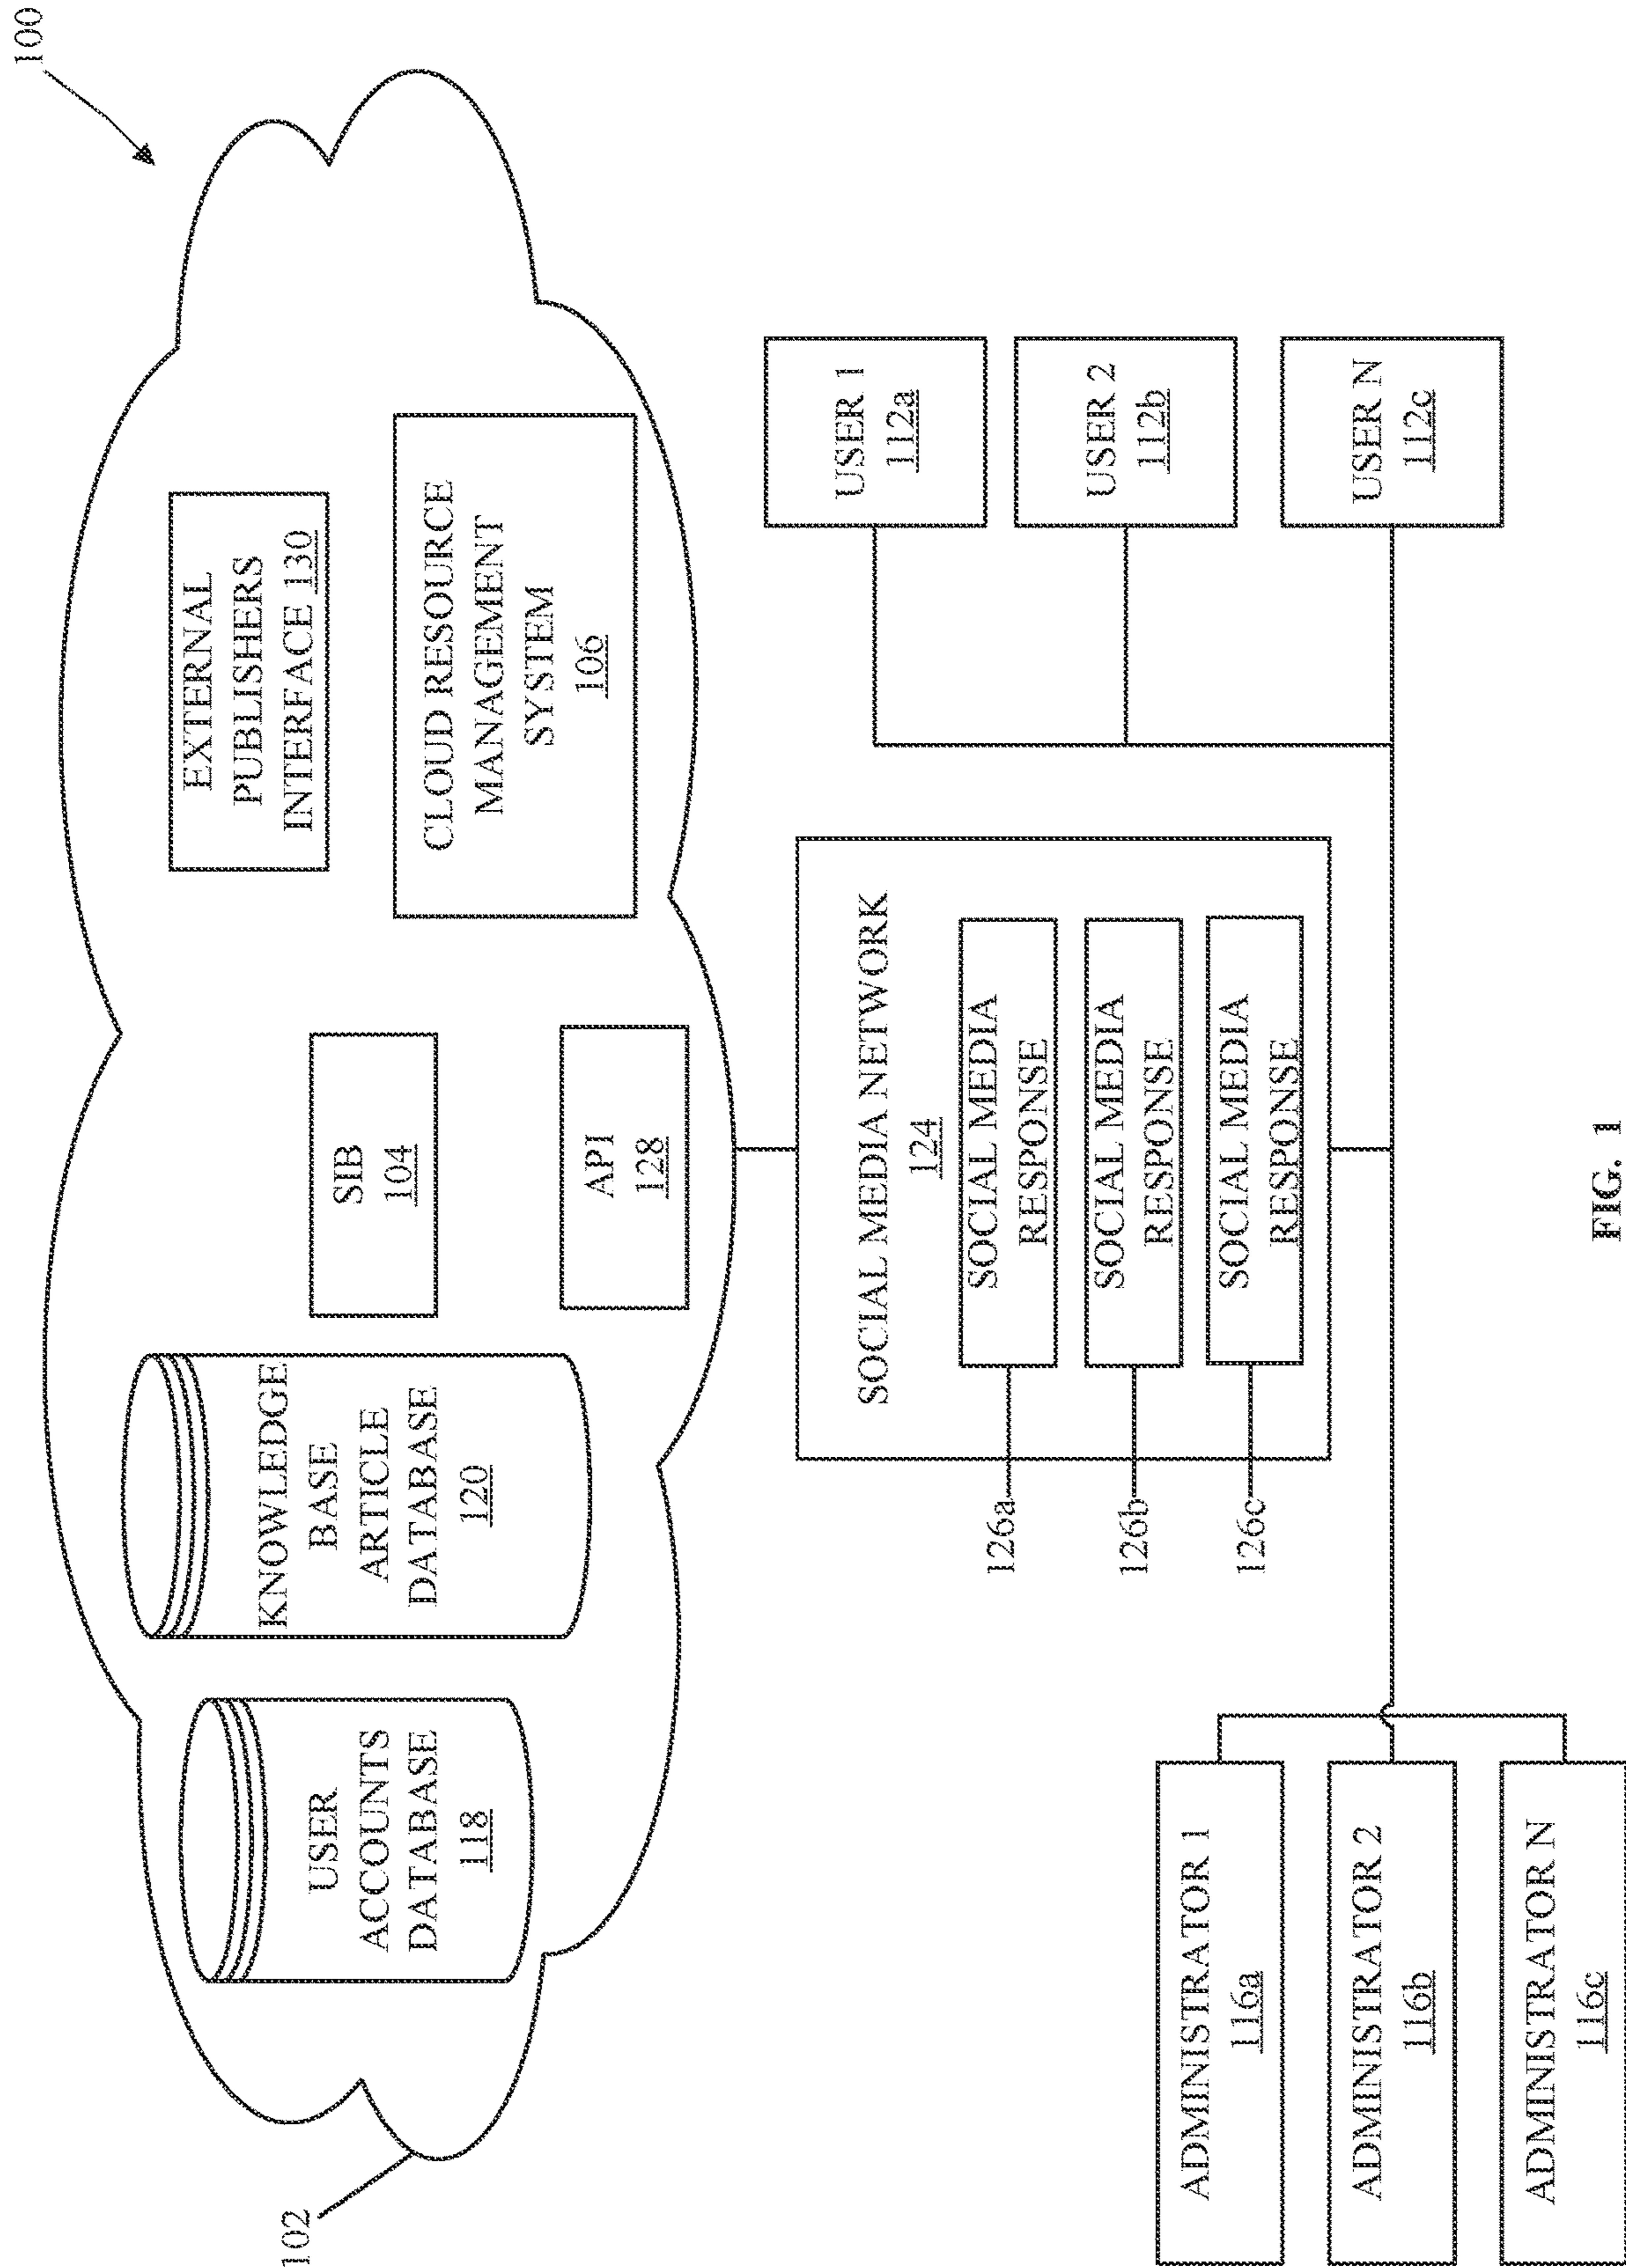 100
102
EXTERNAL
PUBLISHERS
INTERFACE 130
CLOUD RESOURCE
MANAGEMENT
SYSTEM
106
SIB
104
API
128
KNOWLEDGE
BASE
ARTICLE
DATABASE
120
USER
ACCOUNTS
DATABASE
118
SOCIAL MEDIA NETWORK
124
SOCIAL MEDIA
RESPONSE
SOCIAL MEDIA
RESPONSE
SOCIAL MEDIA
RESPONSE
126a
126b
126c
USER 1
112a
USER 2
112b
USER N
112c
ADMINISTRATOR 1
116a
ADMINISTRATOR 2
116b
ADMINISTRATOR N
116c
FIG. 1